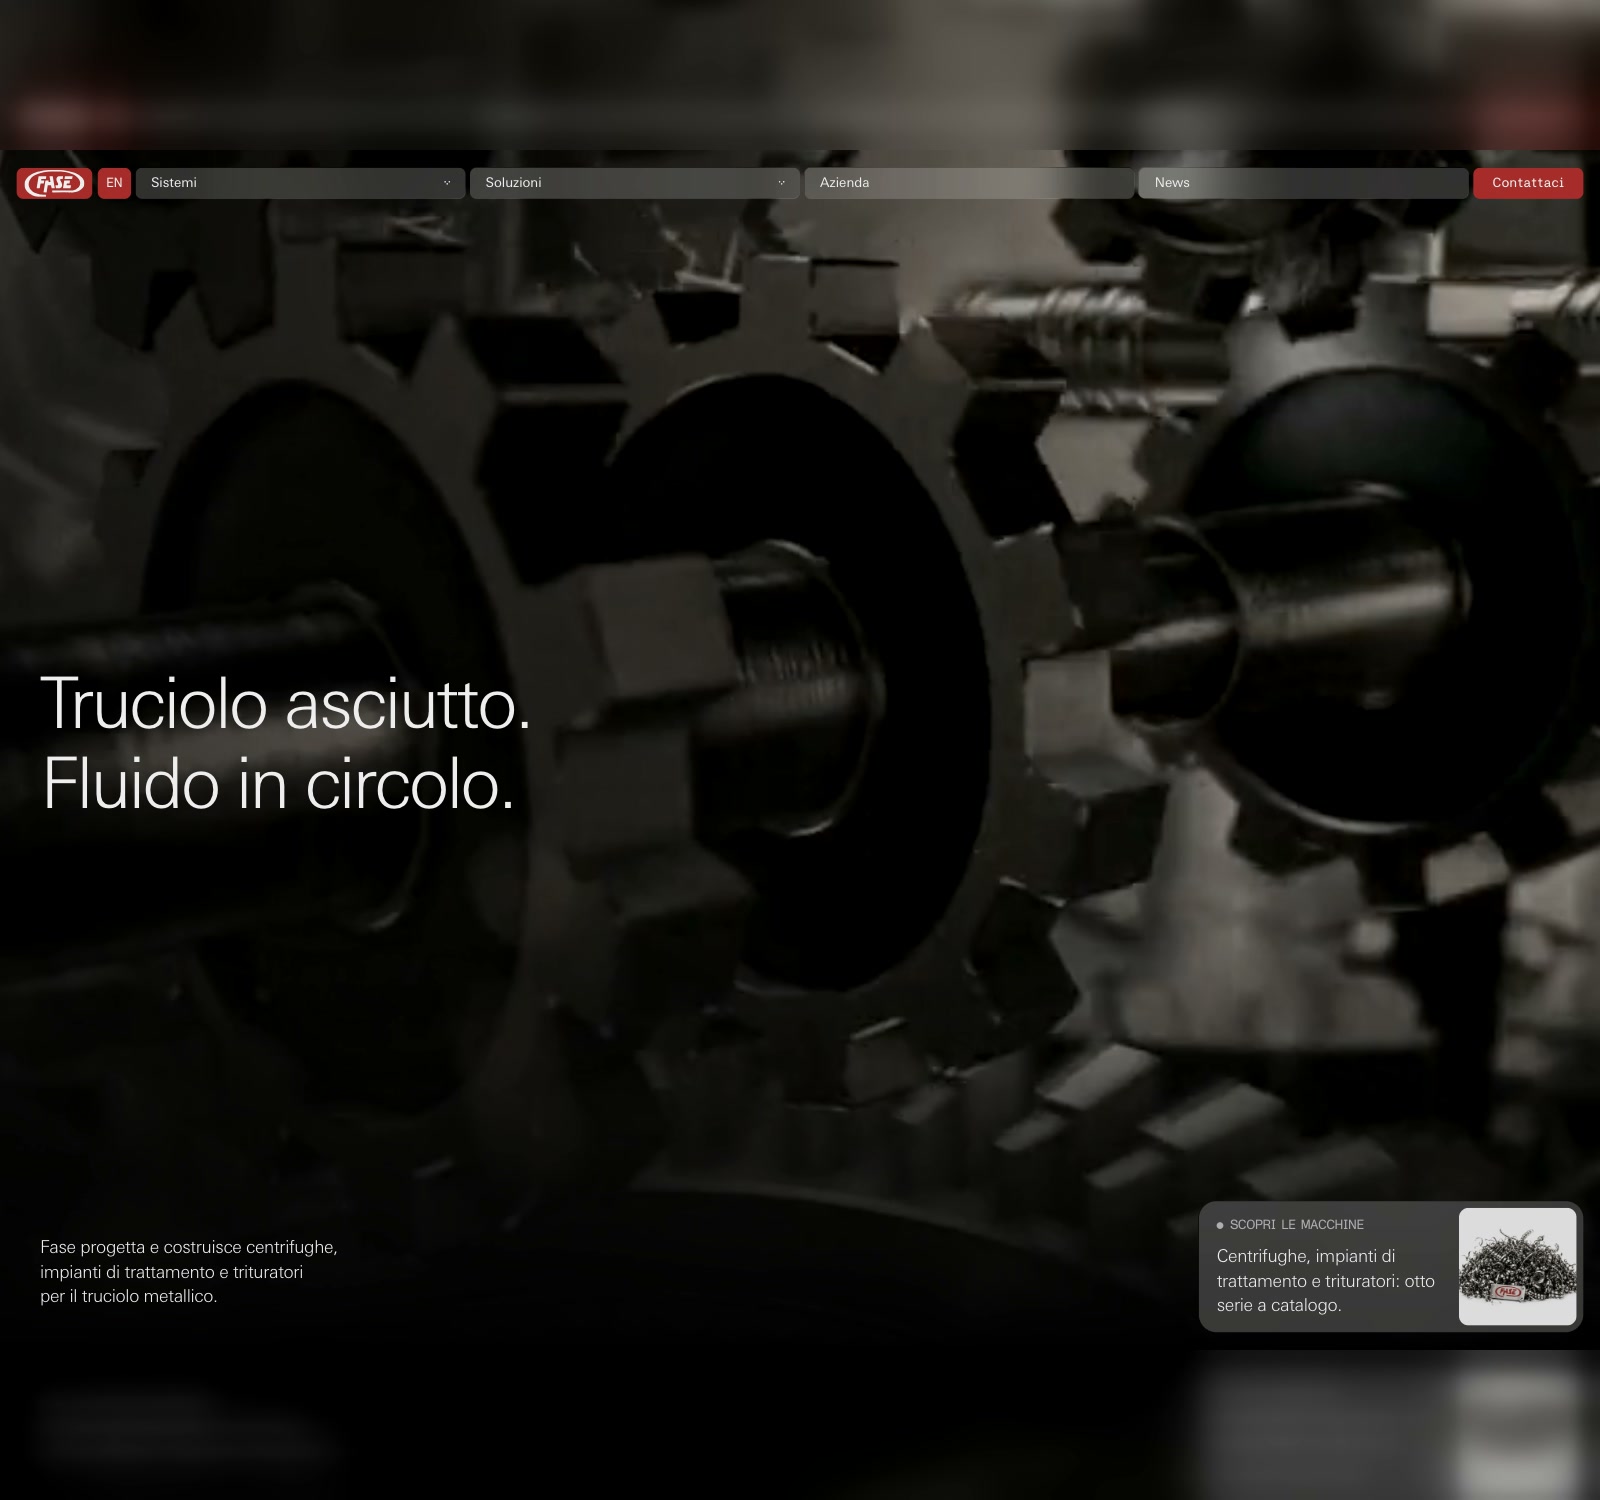 FASE
EN
Sistemi
Soluzioni
Azienda
News
Contattaci
Truciolo asciutto.
Fluido in circolo.
Fase progetta e costruisce centrifughe,
impianti di trattamento e trituratori
per il truciolo metallico.
SCOPRI LE MACCHINE
Centrifughe, impianti di
trattamento e trituratori: otto
serie a catalogo.
FASE